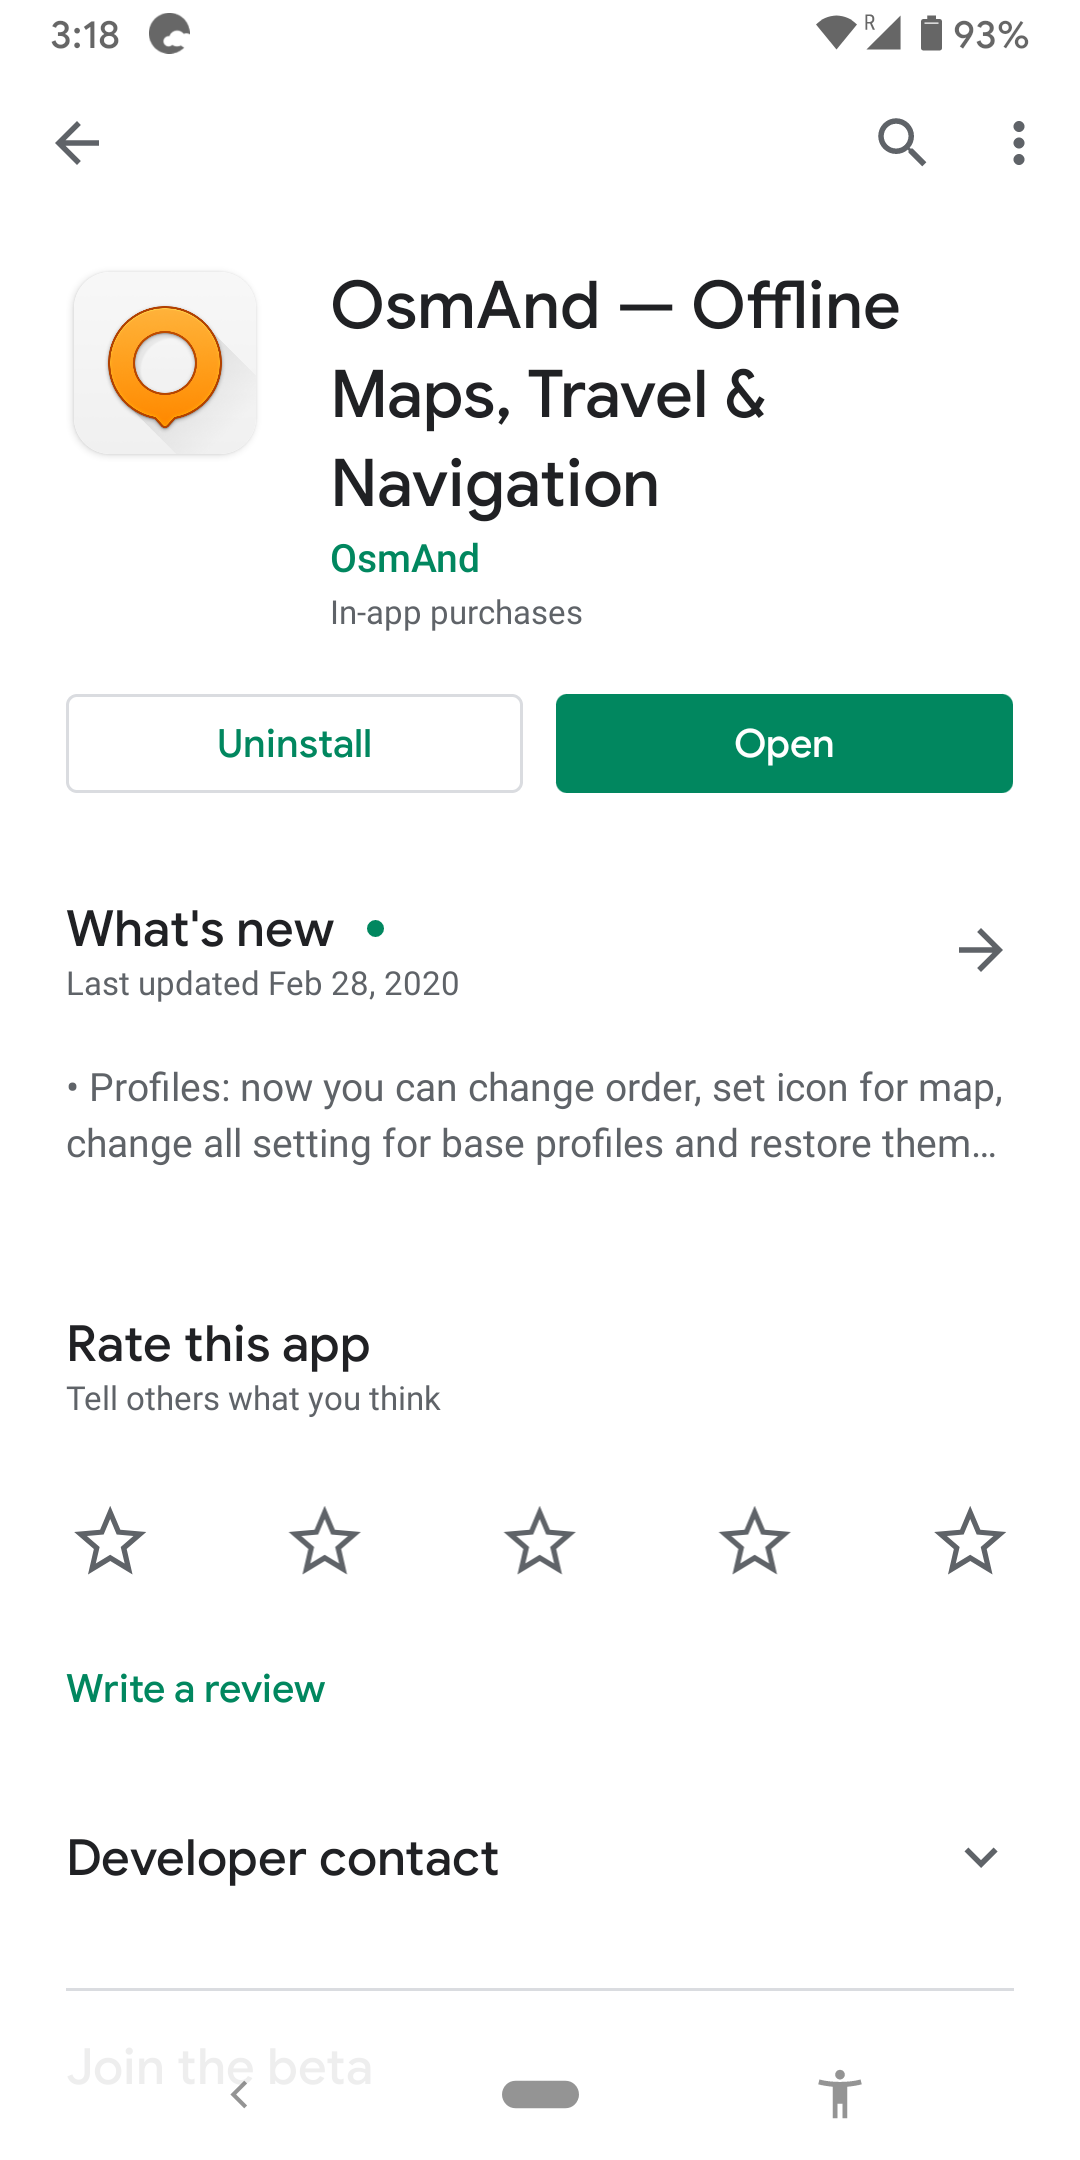 3:18
R
93%
OsmAnd — Offline
Maps, Travel &
Navigation
OsmAnd
In-app purchases
Uninstall
Open
What's new
Last updated Feb 28, 2020
• Profiles: now you can change order, set icon for map,
change all setting for base profiles and restore them…
Rate this app
Tell others what you think
Write a review
Developer contact
Join the beta